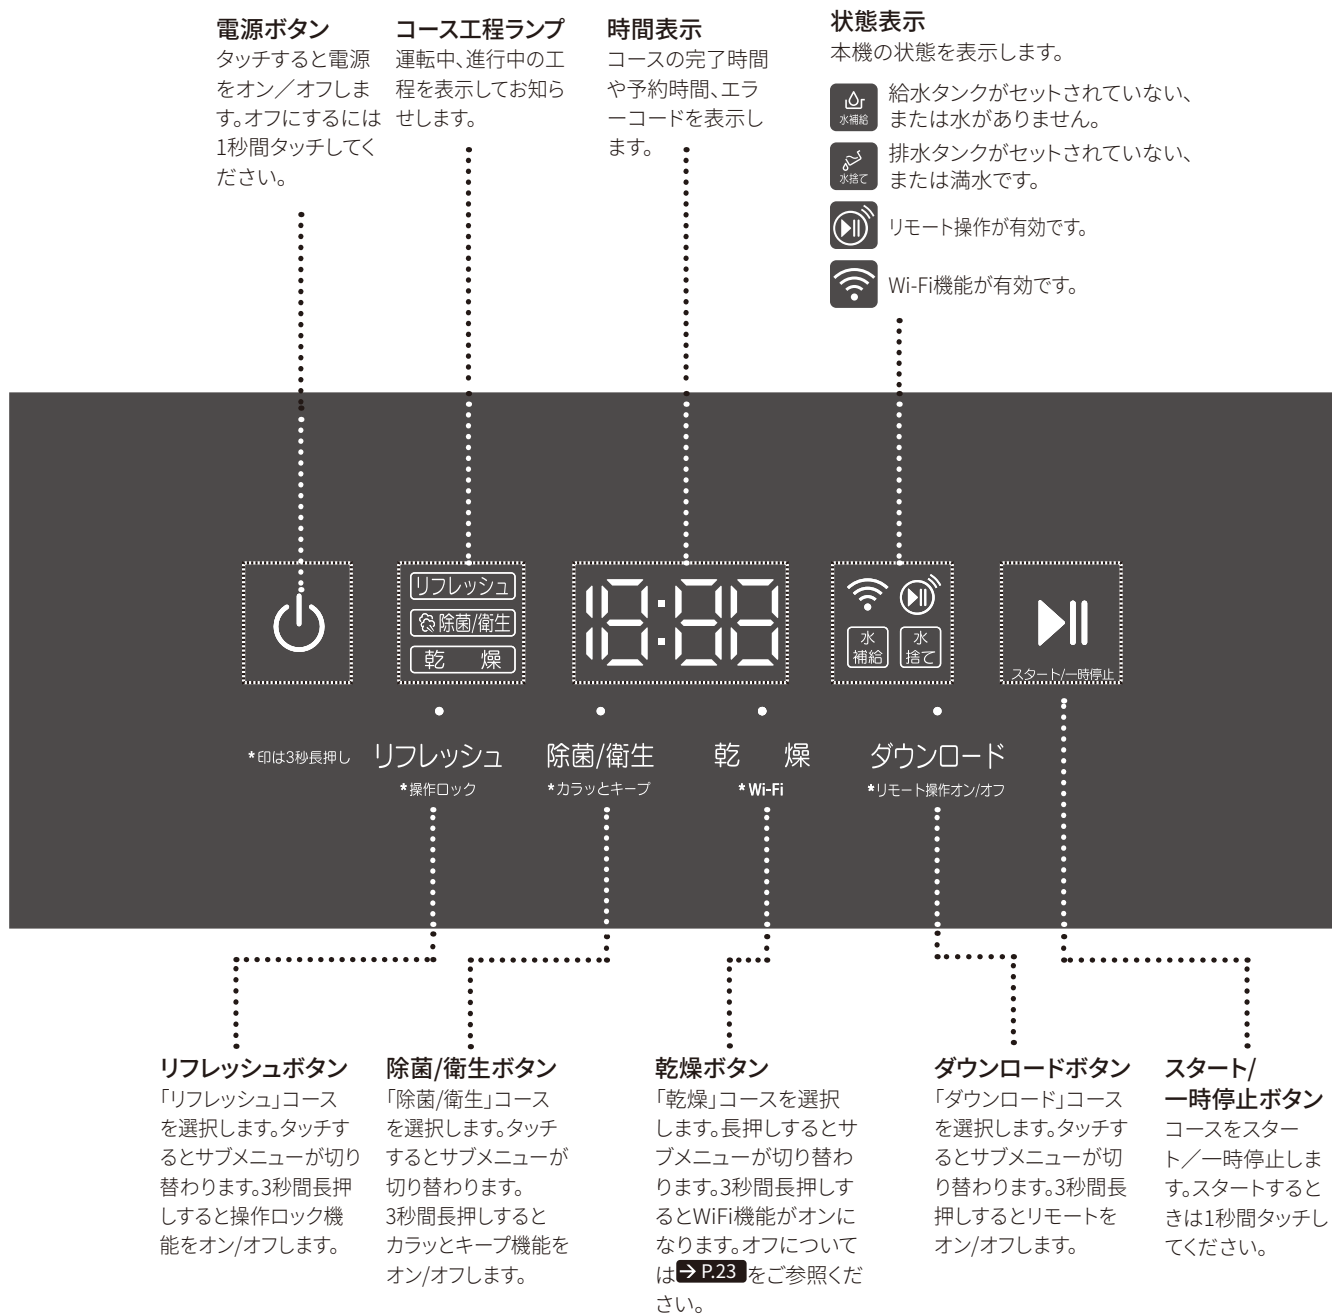 電源ボタン
タッチすると電源
をオン／オフしま
す。オフにするには
1秒間タッチしてく
ださい。
コース工程ランプ
運転中、進行中の工
程を表示してお知ら
せします。
時間表示
コースの完了時間
や予約時間、エラ
ーコードを表示し
ます。
状態表示
本機の状態を表示します。
水補給
給水タンクがセットされていない、
または水がありません。
水捨て
排水タンクがセットされていない、
または満水です。
リモート操作が有効です。
Wi-Fi機能が有効です。
リフレッシュ
除菌/衛生
乾 燥
18:88
水
補給
水
捨て
スタート/一時停止
*印は3秒長押し
リフレッシュ
*操作ロック
除菌/衛生
*カラッとキープ
乾 燥
*Wi-Fi
ダウンロード
*リモート操作オン/オフ
リフレッシュボタン
「リフレッシュ」コース
を選択します。タッチす
るとサブメニューが切り
替わります。3秒間長押
しすると操作ロック機
能をオン/オフします。
除菌/衛生ボタン
「除菌/衛生」コース
を選択します。タッチ
するとサブメニューが
切り替わります。
3秒間長押しすると
カラッとキープ機能を
オン/オフします。
乾燥ボタン
「乾燥」コースを選択
します。長押しするとサ
ブメニューが切り替わ
ります。3秒間長押しす
るとWiFi機能がオンに
なります。オフについて
は→ P.23 をご参照くだ
さい。
ダウンロードボタン
「ダウンロード」コース
を選択します。タッチす
るとサブメニューが切
り替わります。3秒間長
押しするとリモートを
オン/オフします。
スタート/
一時停止ボタン
コースをスター
ト／一時停止しま
す。スタートすると
きは1秒間タッチし
てください。